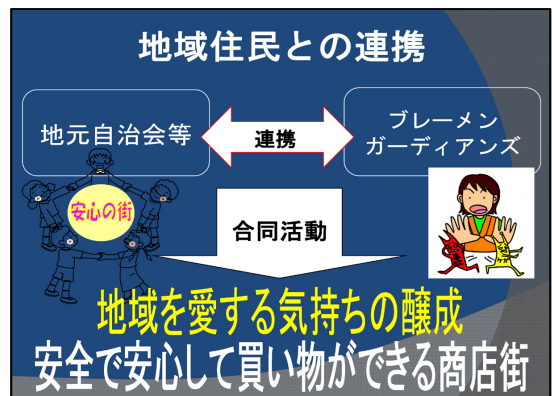 地域住民との連携
地元自治会等
連携
ブレーメン
ガーディアンズ
安心の街
合同活動
地域を愛する気持ちの醸成
安全で安心して買い物ができる商店街